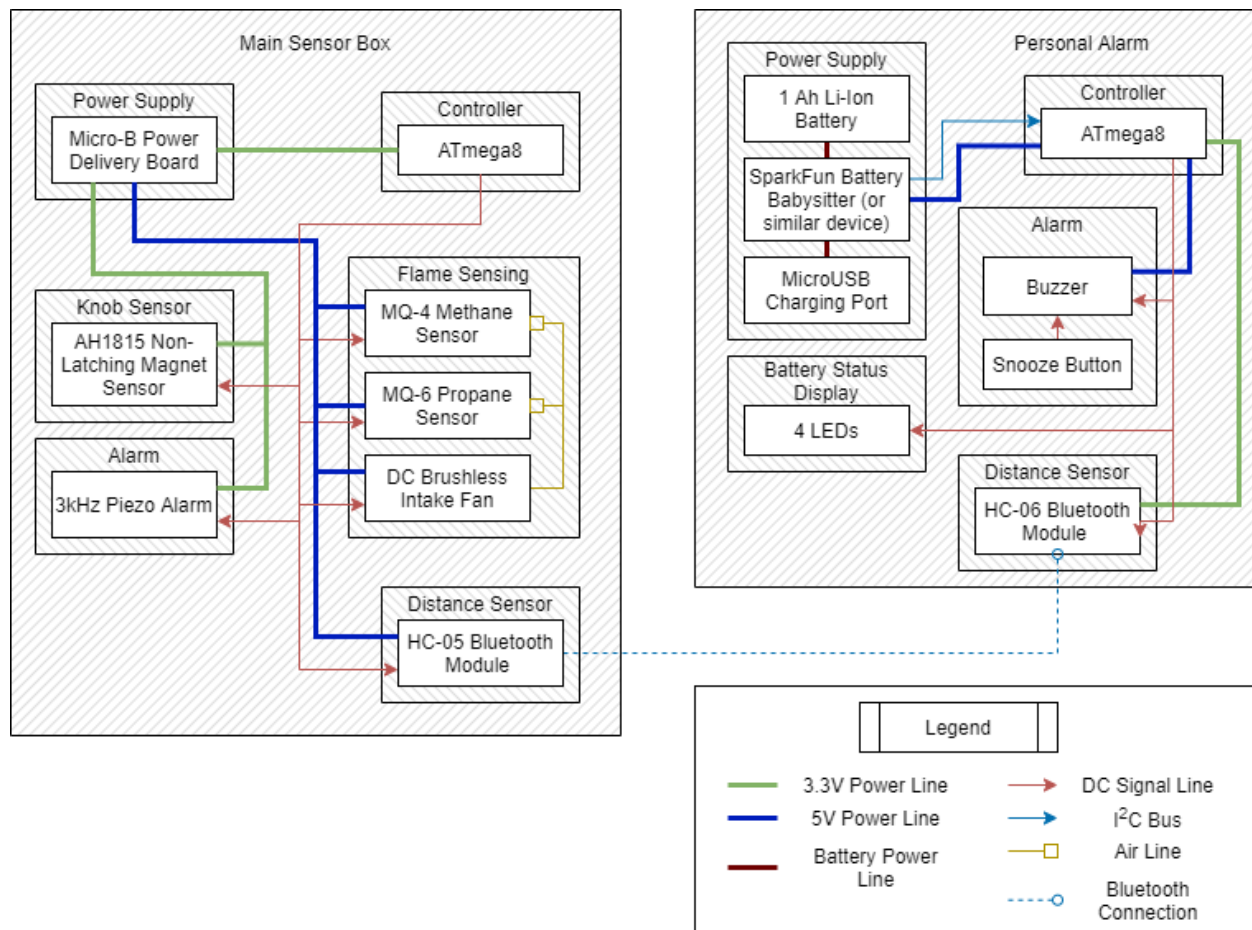 Main Sensor Box
Power Supply
Micro-B Power
Delivery Board
Controller
ATmega8
Knob Sensor
AH1815 Non-
Latching Magnet
Sensor
Alarm
3kHz Piezo Alarm
Flame Sensing
MQ-4 Methane
Sensor
MQ-6 Propane
Sensor
DC Brushless
Intake Fan
Distance Sensor
HC-05 Bluetooth
Module
Personal Alarm
Power Supply
1 Ah Li-Ion
Battery
SparkFun Battery
Babysitter (or
similar device)
MicroUSB
Charging Port
Controller
ATmega8
Alarm
Buzzer
Snooze Button
Battery Status
Display
4 LEDs
Distance Sensor
HC-06 Bluetooth
Module
Legend
3.3V Power Line
5V Power Line
Battery Power
Line
DC Signal Line
I²C Bus
Air Line
Bluetooth
Connection